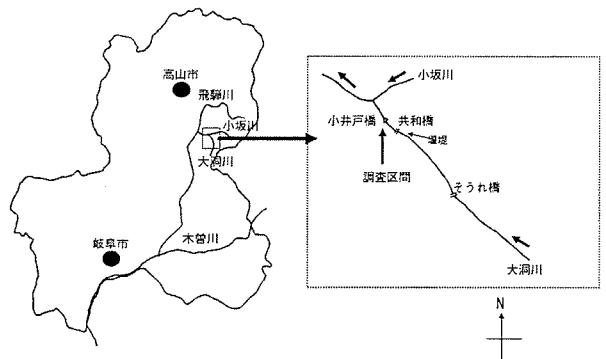 高山市
飛騨川
小坂川
大洞川
木曽川
岐阜市
小坂川
小井戸橋
共和橋
堰堤
調査区間
そうれ橋
大洞川
N